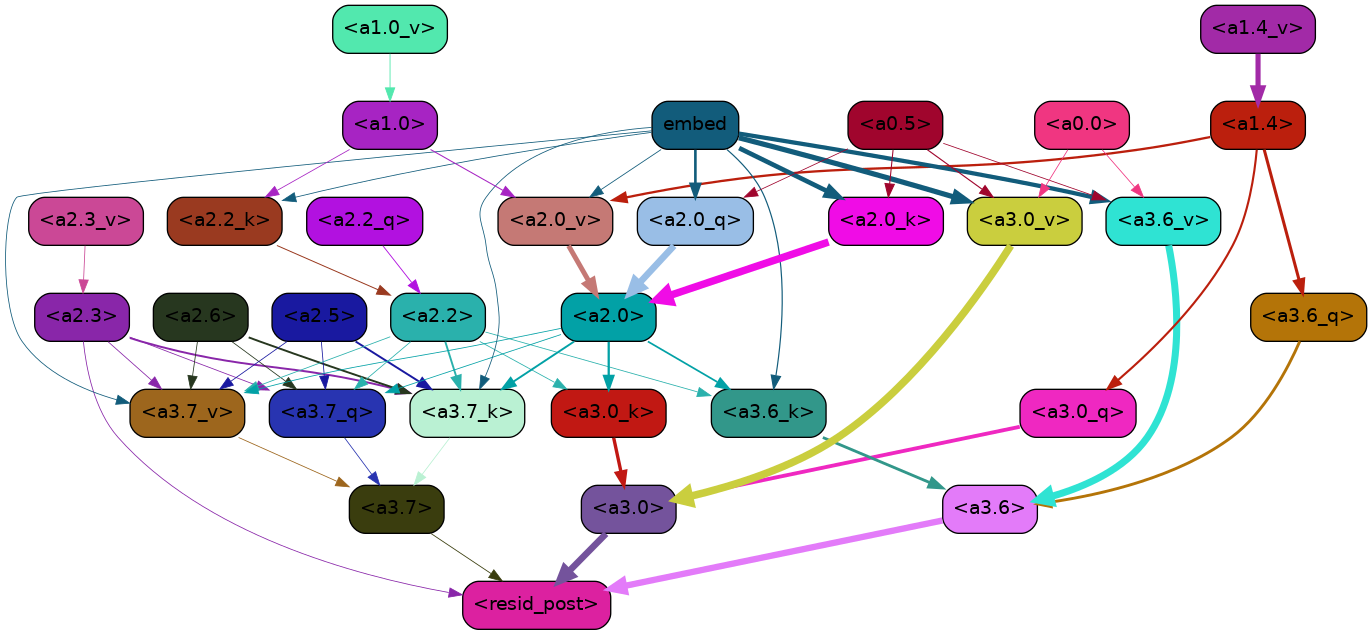 <a1.0_v>
<a1.4_v>
<a1.0>
embed
<a0.5>
<a0.0>
<a1.4>
<a2.3_v>
<a2.2_k>
<a2.2_q>
<a2.0_v>
<a2.0_q>
<a2.0_k>
<a3.0_v>
<a3.6_v>
<a2.3>
<a2.6>
<a2.5>
<a2.2>
<a2.0>
<a3.6_q>
<a3.7_v>
<a3.7_q>
<a3.7_k>
<a3.0_k>
<a3.6_k>
<a3.0_q>
<a3.7>
<a3.0>
<a3.6>
<resid_post>